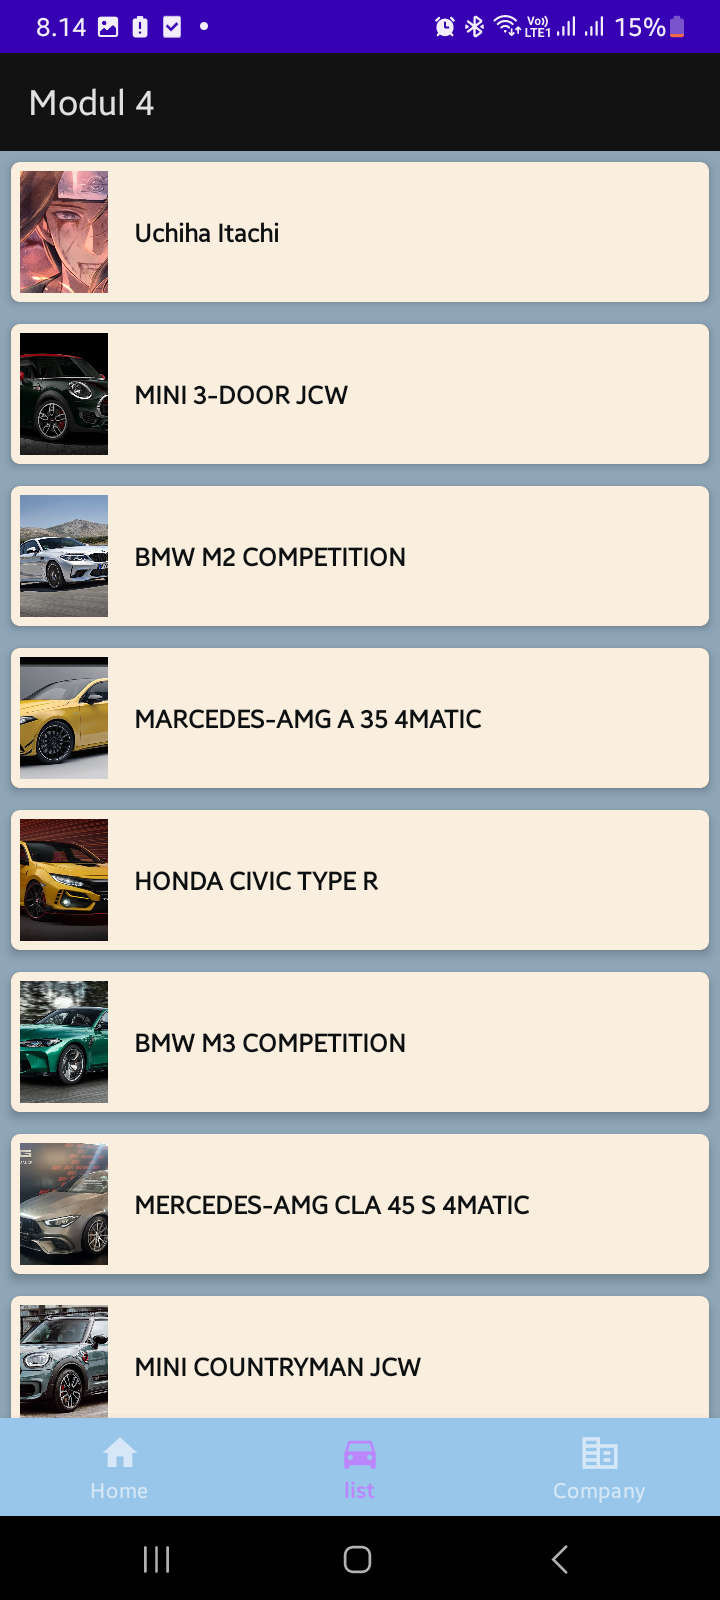 8.14
Vo))
LTE1
15%
Modul 4
Uchiha Itachi
MINI 3-DOOR JCW
BMW M2 COMPETITION
MARCEDES-AMG A 35 4MATIC
HONDA CIVIC TYPE R
BMW M3 COMPETITION
MERCEDES-AMG CLA 45 S 4MATIC
MINI COUNTRYMAN JCW
Home
list
Company